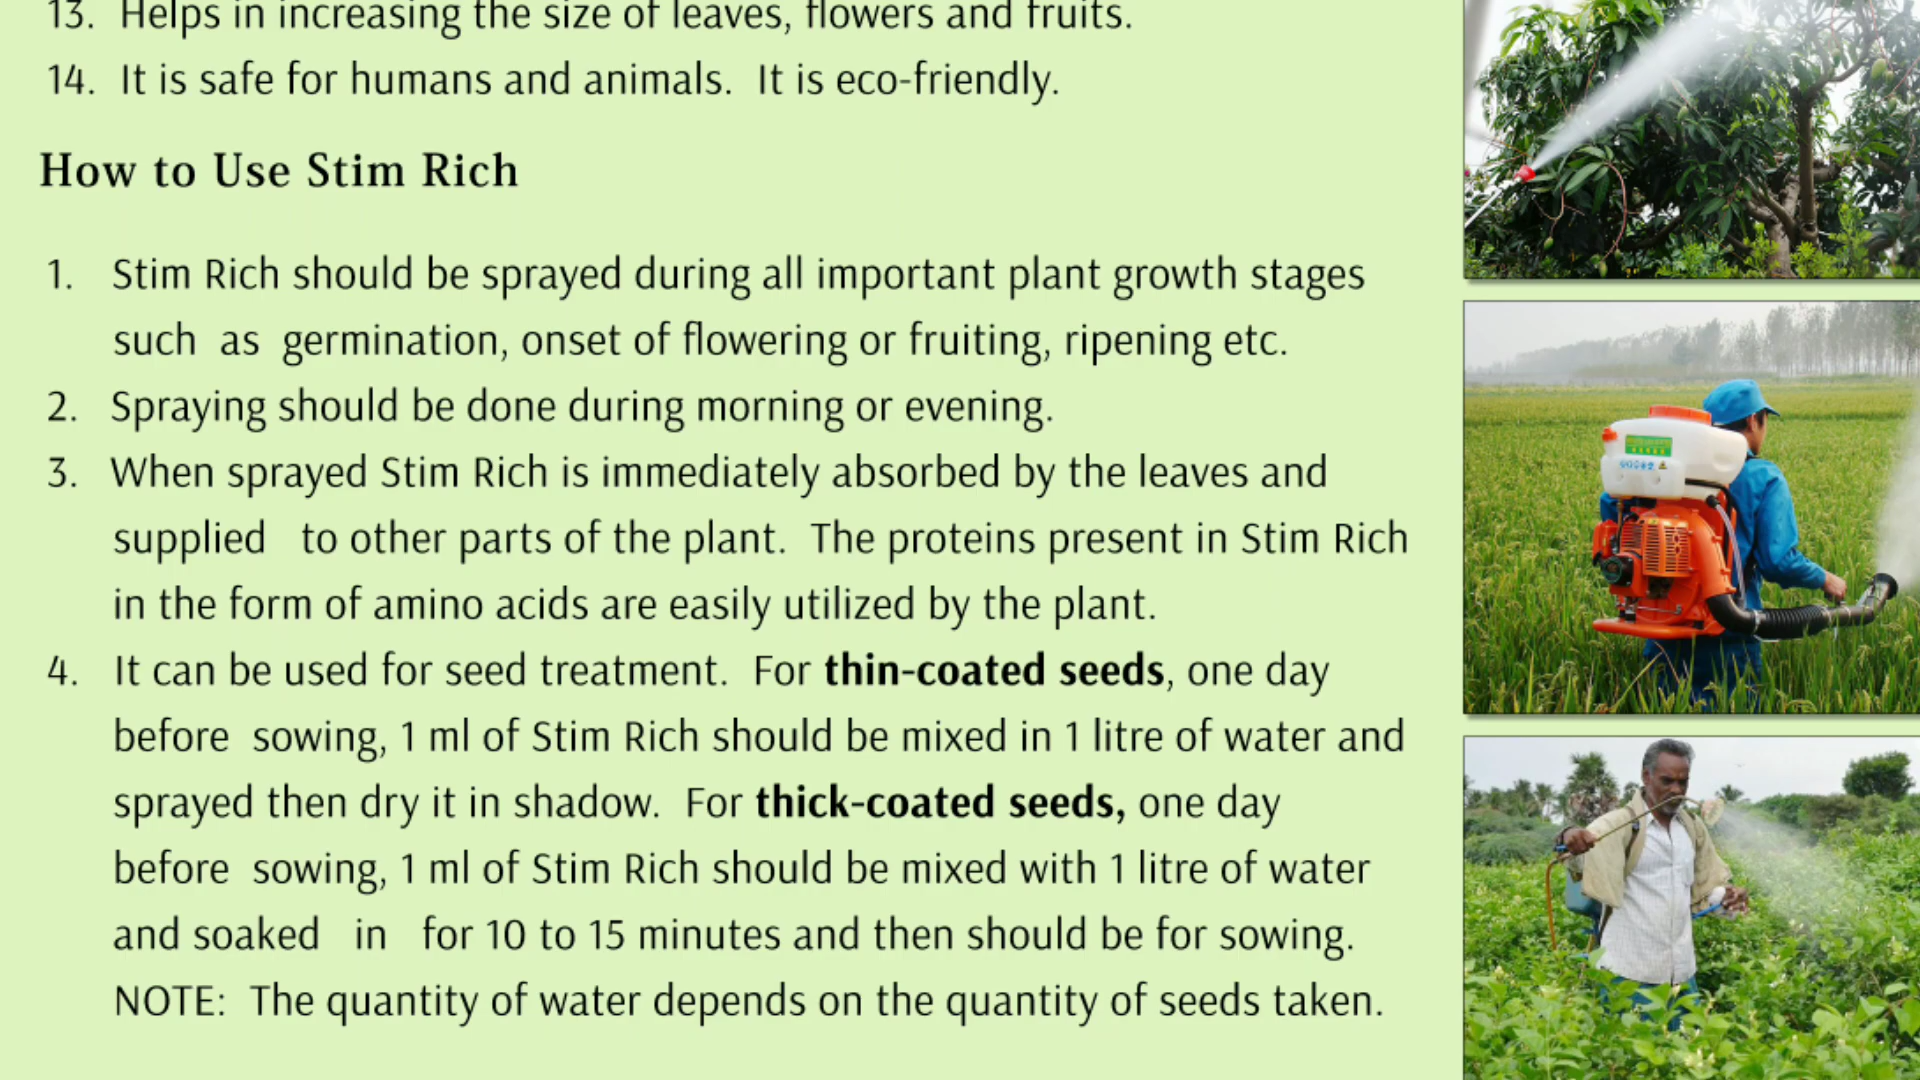 13. Helps in increasing the size of leaves, flowers and fruits.
14. It is safe for humans and animals. It is eco-friendly.
How to Use Stim Rich
1. Stim Rich should be sprayed during all important plant growth stages
such as germination, onset of flowering or fruiting, ripening etc.
2. Spraying should be done during morning or evening.
3. When sprayed Stim Rich is immediately absorbed by the leaves and
supplied to other parts of the plant. The proteins present in Stim Rich
in the form of amino acids are easily utilized by the plant.
4. It can be used for seed treatment. For thin-coated seeds, one day
before sowing, 1 ml of Stim Rich should be mixed in 1 litre of water and
sprayed then dry it in shadow. For thick-coated seeds, one day
before sowing, 1 ml of Stim Rich should be mixed with 1 litre of water
and soaked in for 10 to 15 minutes and then should be for sowing.
NOTE: The quantity of water depends on the quantity of seeds taken.